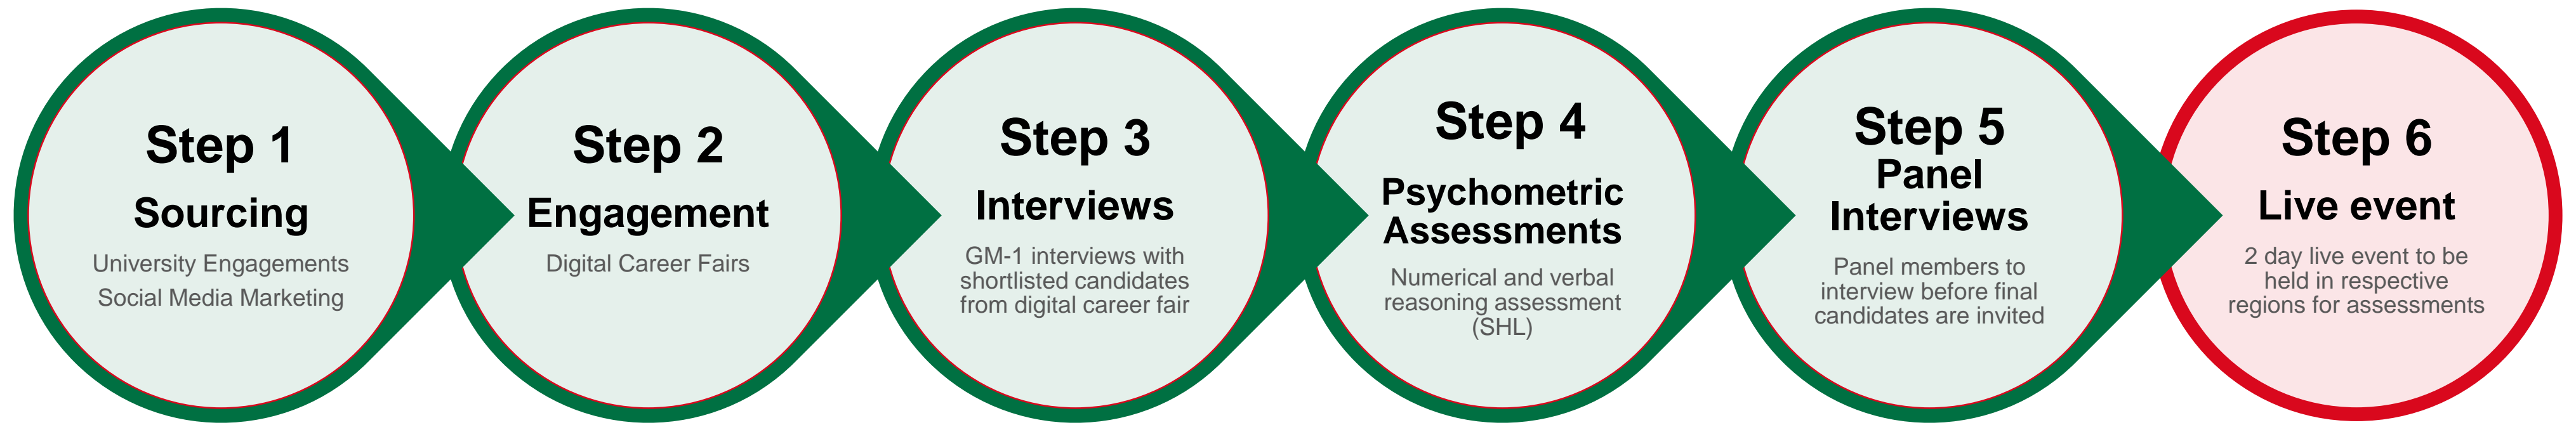 Step 1
Sourcing
University Engagements
Social Media Marketing
Step 2
Engagement
Digital Career Fairs
Step 3
Interviews
GM-1 interviews with
shortlisted candidates
from digital career fair
Step 4
Psychometric
Assessments
Numerical and verbal
reasoning assessment
(SHL)
Step 5
Panel
Interviews
Panel members to
interview before final
candidates are invited
Step 6
Live event
2 day live event to be
held in respective
regions for assessments